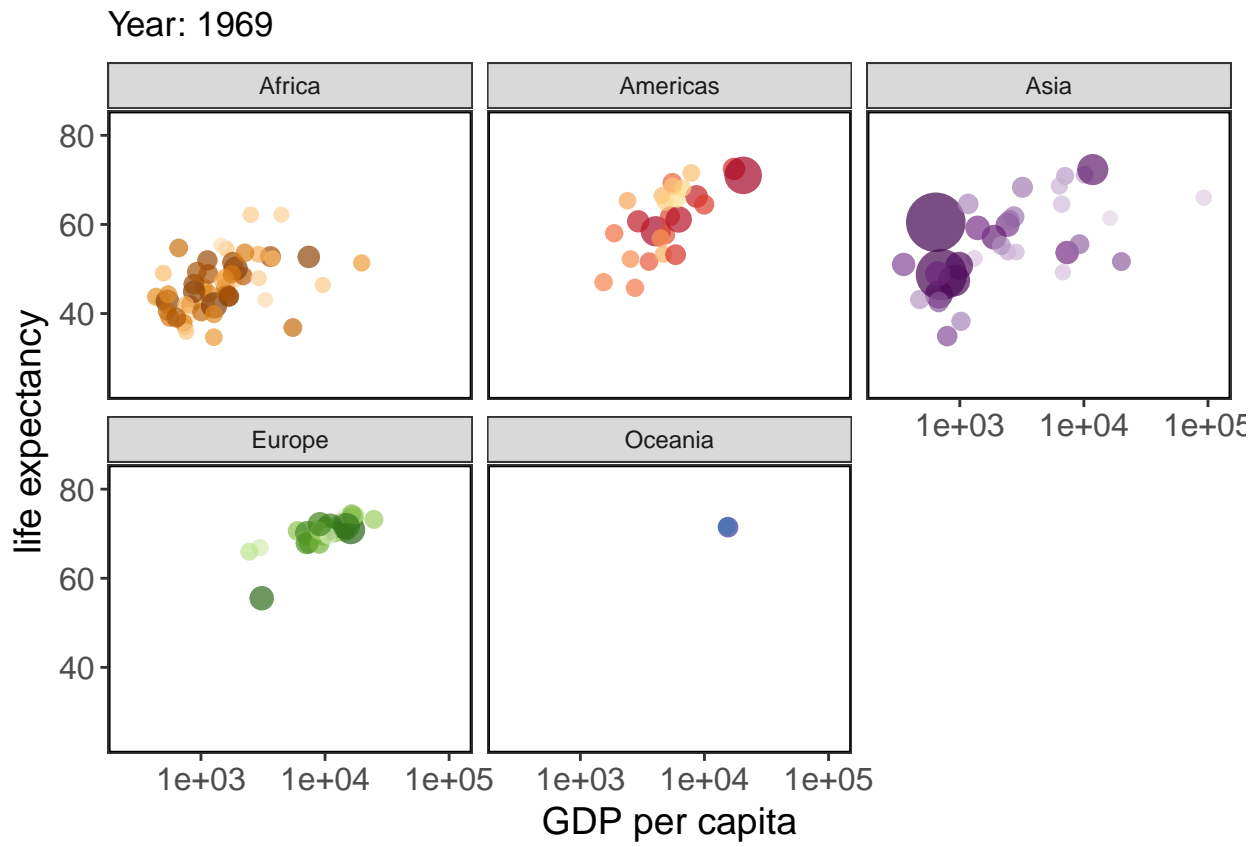 Year: 1969
Africa
Americas
Asia
80
60
40
1e+03 1e+04 1e+05
Europe
Oceania
80
60
40
1e+03 1e+04 1e+05
1e+03 1e+04 1e+05
life expectancy
GDP per capita